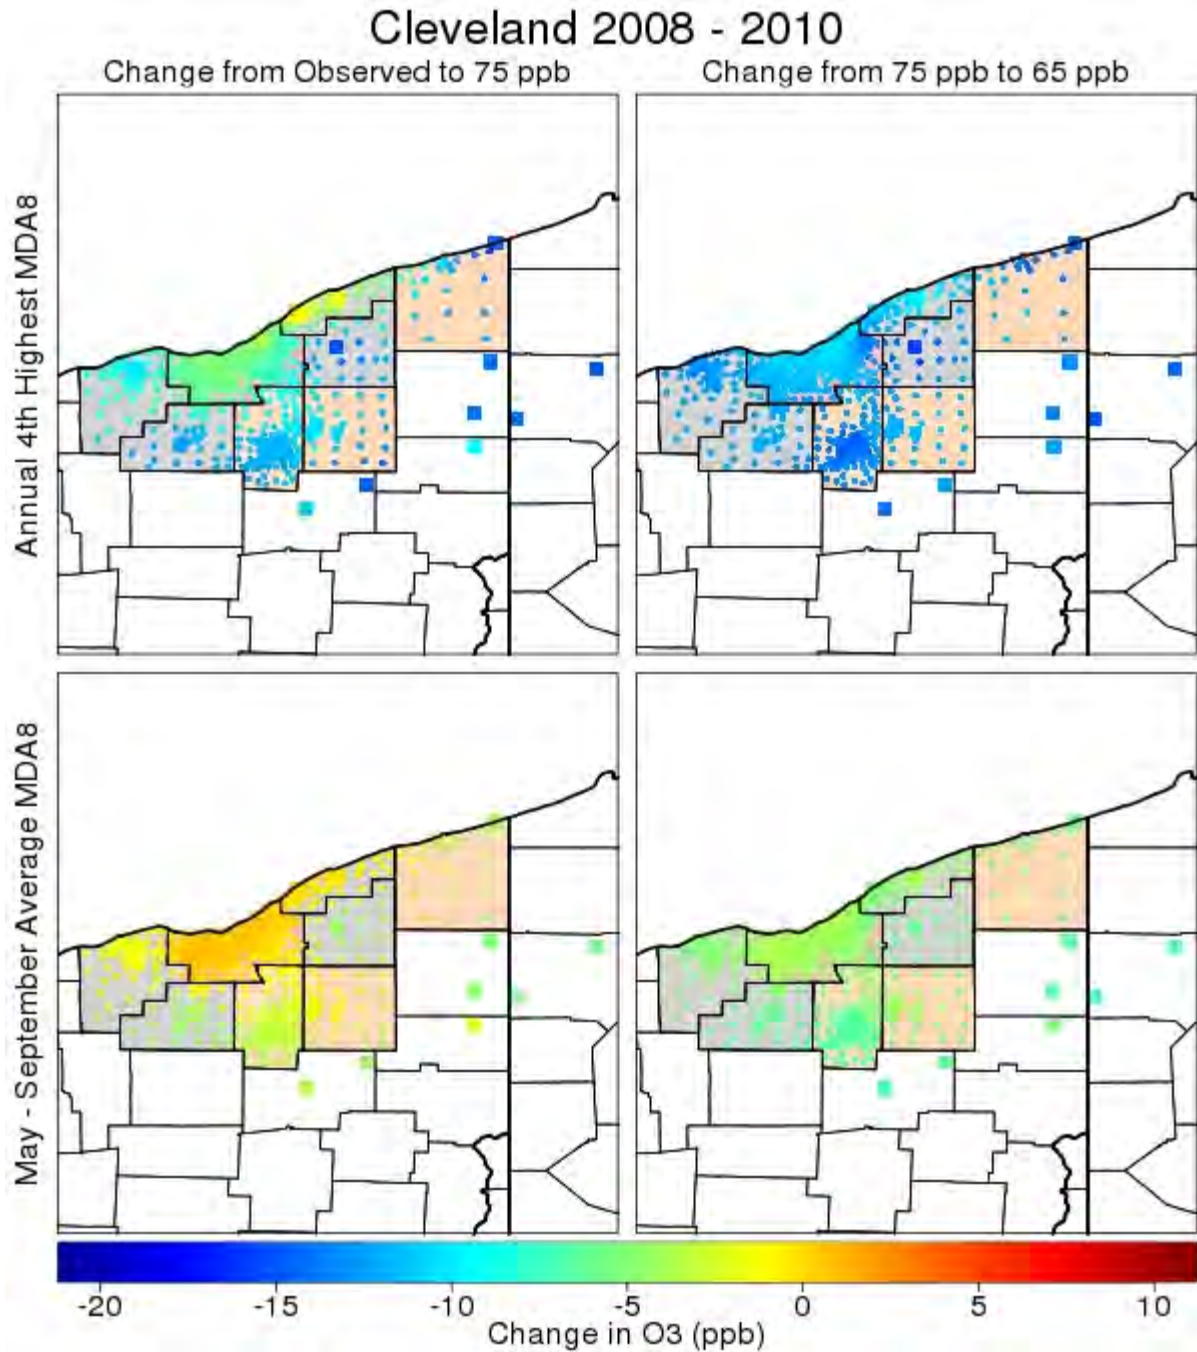 Cleveland 2008 - 2010
Change from Observed to 75 ppb
Change from 75 ppb to 65 ppb
Annual 4th Highest MDA8
May - September Average MDA8
-20 -15 -10 -5 0 5 10
Change in O3 (ppb)